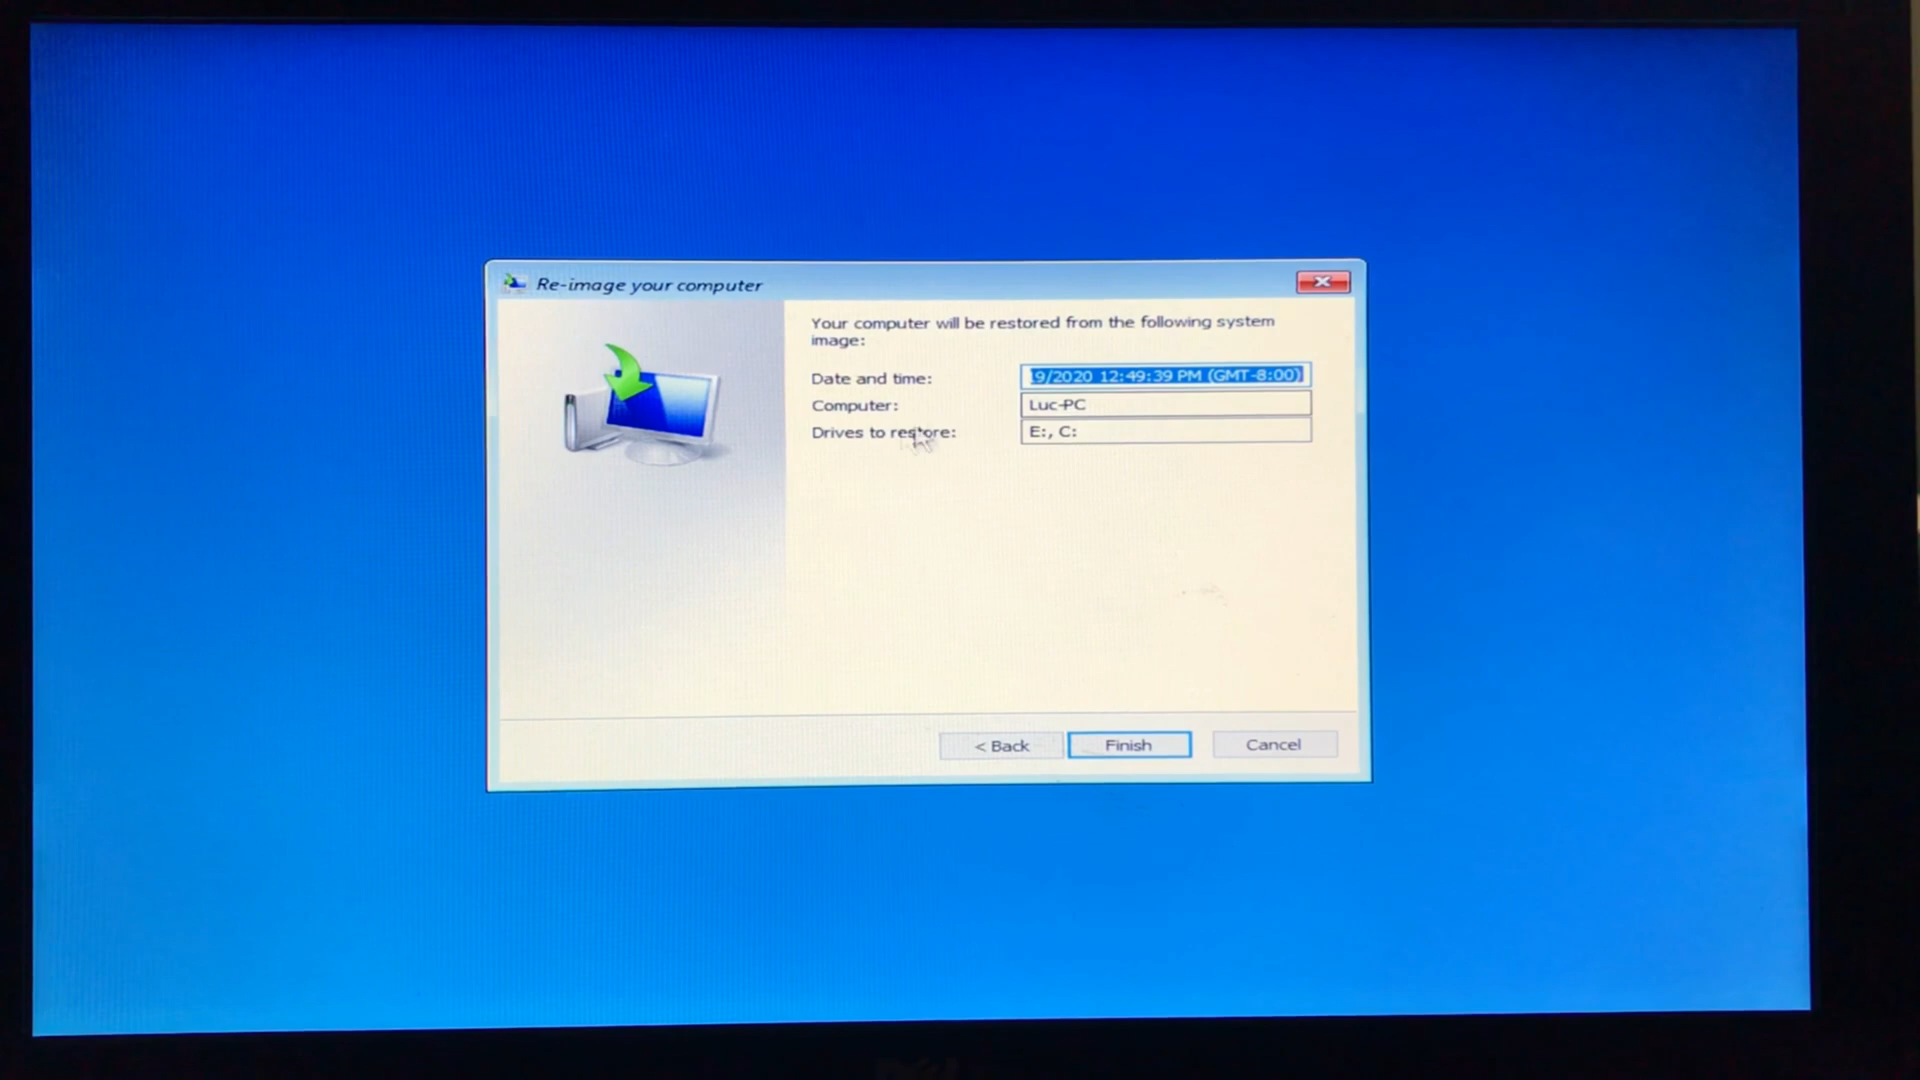 Re-image your computer
Your computer will be restored from the following system
image:
Date and time: 9/2020 12:49:39 PM (GMT-8:00)
Computer: Luc-PC
Drives to restore: E:, C:
< Back Finish Cancel